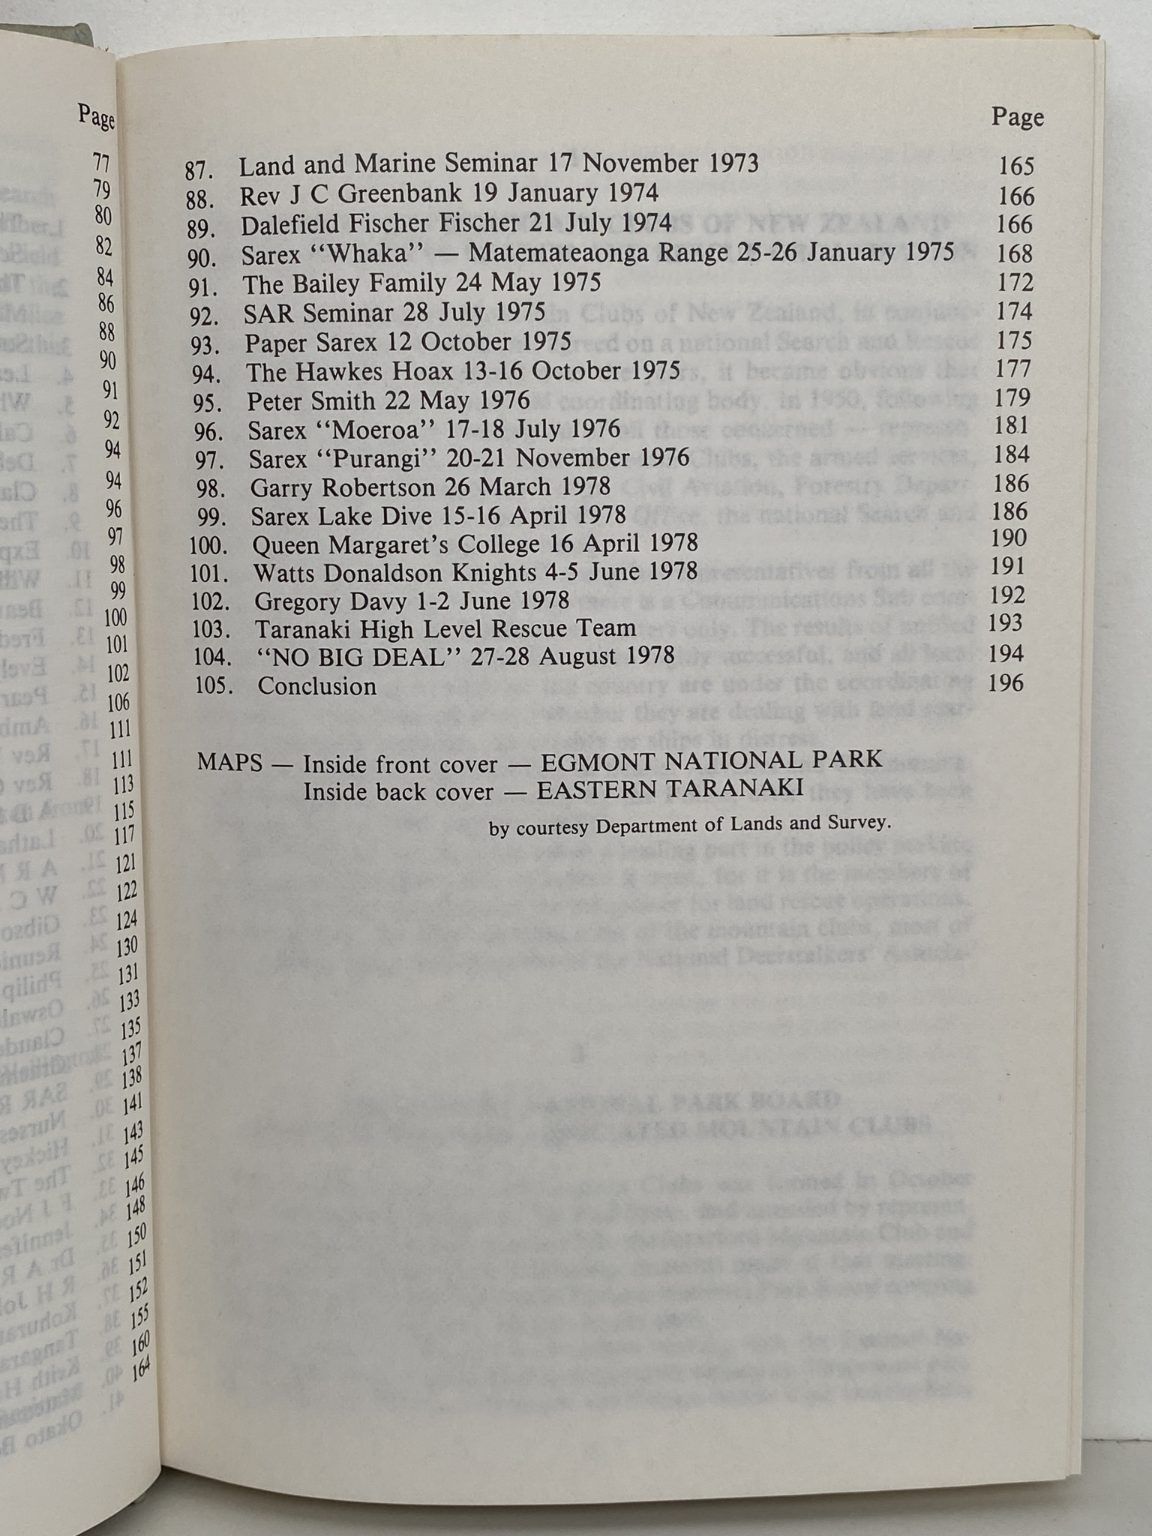 Page
77
79
80
82
84
86
88
90
91
92
94
94
96
97
98
99
100
101
102
106
111
111
113
115
117
121
122
124
130
131
133
135
137
138
141
143
145
146
148
150
151
152
155
160
164
Page
87. Land and Marine Seminar 17 November 1973 165
88. Rev J C Greenbank 19 January 1974 166
89. Dalefield Fischer Fischer 21 July 1974 166
90. Sarex “Whaka” — Matemateaonga Range 25-26 January 1975 168
91. The Bailey Family 24 May 1975 172
92. SAR Seminar 28 July 1975 174
93. Paper Sarex 12 October 1975 175
94. The Hawkes Hoax 13-16 October 1975 177
95. Peter Smith 22 May 1976 179
96. Sarex “Moeroa” 17-18 July 1976 181
97. Sarex “Purangi” 20-21 November 1976 184
98. Garry Robertson 26 March 1978 186
99. Sarex Lake Dive 15-16 April 1978 186
100. Queen Margaret’s College 16 April 1978 190
101. Watts Donaldson Knights 4-5 June 1978 191
102. Gregory Davy 1-2 June 1978 192
103. Taranaki High Level Rescue Team 193
104. “NO BIG DEAL” 27-28 August 1978 194
105. Conclusion 196
MAPS — Inside front cover — EGMONT NATIONAL PARK
Inside back cover — EASTERN TARANAKI
by courtesy Department of Lands and Survey.